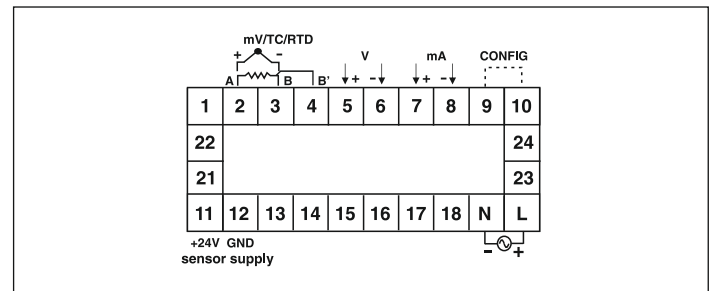 mV/TC/RTD
+ -
V mA CONFIG
A B B' + - + -
1 2 3 4 5 6 7 8 9 10
22 24
21 23
11 12 13 14 15 16 17 18 N L
+24V GND - +
sensor supply